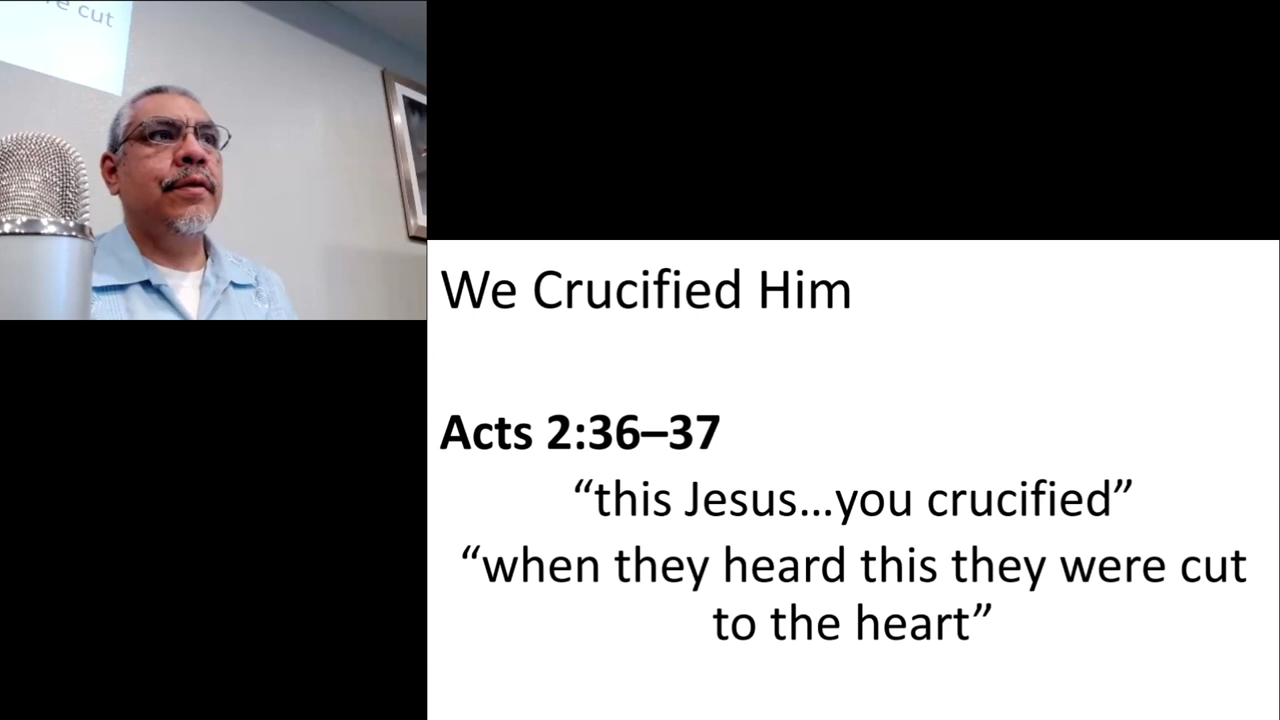 e cut
We Crucified Him
Acts 2:36–37
“this Jesus...you crucified”
“when they heard this they were cut
to the heart”